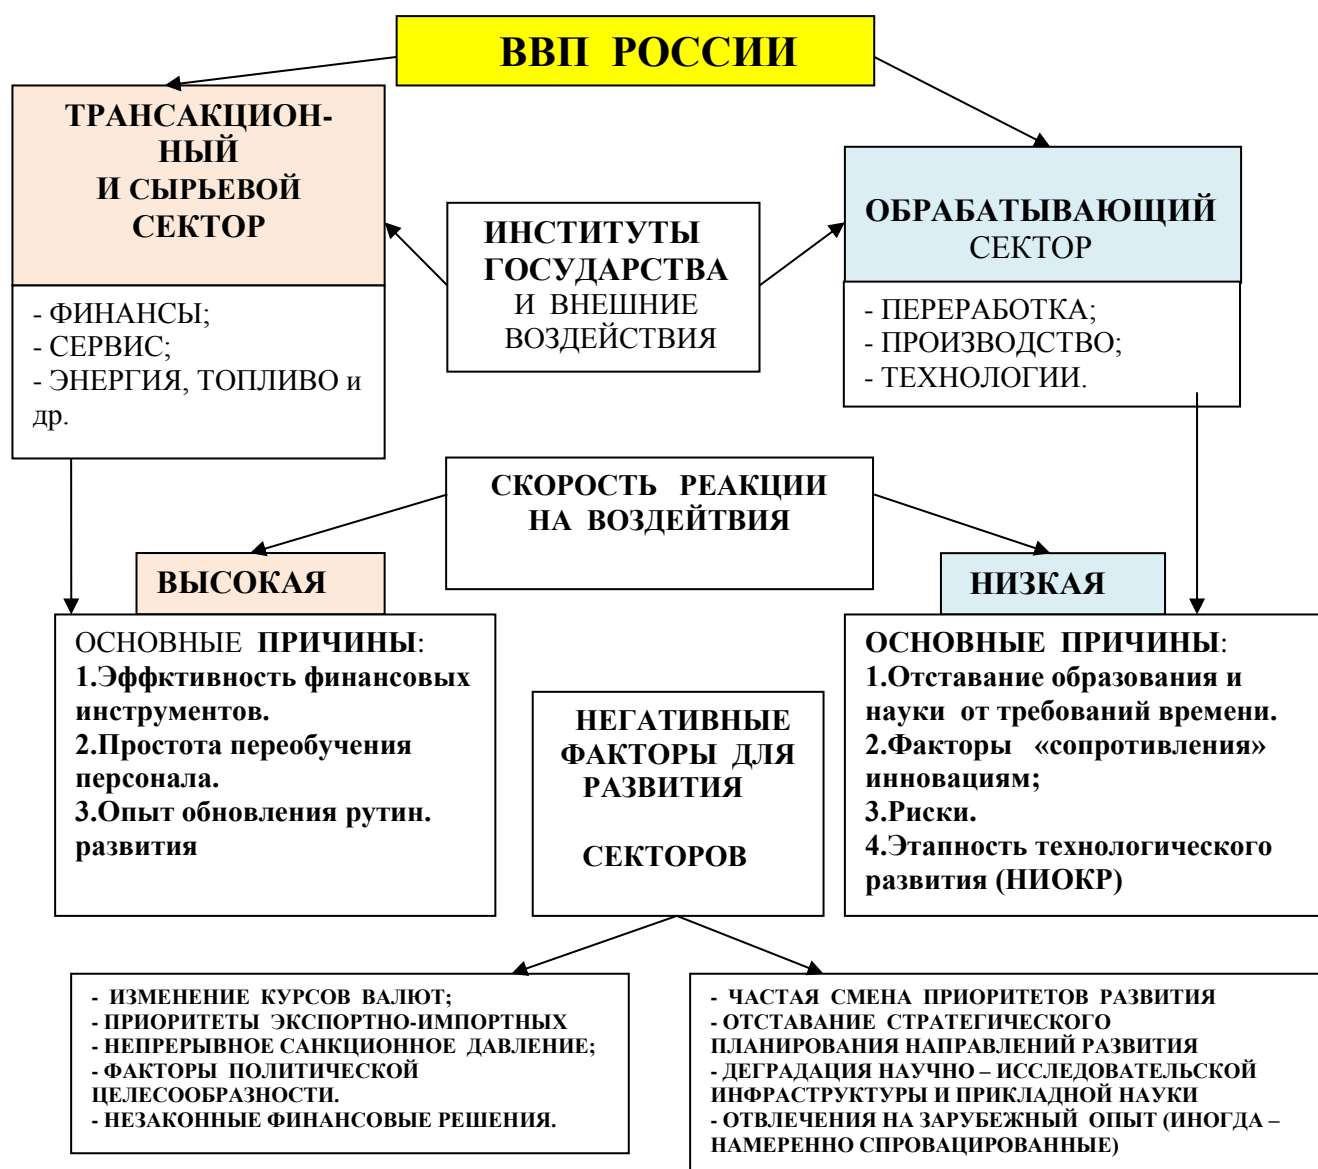 ВВП РОССИИ
ТРАНСАКЦИОН-
НЫЙ
И СЫРЬЕВОЙ
СЕКТОР
- ФИНАНСЫ;
- СЕРВИС;
- ЭНЕРГИЯ, ТОПЛИВО и
др.
ИНСТИТУТЫ
ГОСУДАРСТВА
И ВНЕШНИЕ
ВОЗДЕЙСТВИЯ
ОБРАБАТЫВАЮЩИЙ
СЕКТОР
- ПЕРЕРАБОТКА;
- ПРОИЗВОДСТВО;
- ТЕХНОЛОГИИ.
СКОРОСТЬ РЕАКЦИИ
НА ВОЗДЕЙТВИЯ
ВЫСОКАЯ
НИЗКАЯ
ОСНОВНЫЕ ПРИЧИНЫ:
1.Эффктивность финансовых
инструментов.
2.Простота переобучения
персонала.
3.Опыт обновления рутин.
развития
НЕГАТИВНЫЕ
ФАКТОРЫ ДЛЯ
РАЗВИТИЯ
СЕКТОРОВ
ОСНОВНЫЕ ПРИЧИНЫ:
1.Отставание образования и
науки от требований времени.
2.Факторы «сопротивления»
инновациям;
3.Риски.
4.Этапность технологического
развития (НИОКР)
- ИЗМЕНЕНИЕ КУРСОВ ВАЛЮТ;
- ПРИОРИТЕТЫ ЭКСПОРТНО-ИМПОРТНЫХ
- НЕПРЕРЫВНОЕ САНКЦИОННОЕ ДАВЛЕНИЕ;
- ФАКТОРЫ ПОЛИТИЧЕСКОЙ
ЦЕЛЕСООБРАЗНОСТИ.
- НЕЗАКОННЫЕ ФИНАНСОВЫЕ РЕШЕНИЯ.
- ЧАСТАЯ СМЕНА ПРИОРИТЕТОВ РАЗВИТИЯ
- ОТСТАВАНИЕ СТРАТЕГИЧЕСКОГО
ПЛАНИРОВАНИЯ НАПРАВЛЕНИЙ РАЗВИТИЯ
- ДЕГРАДАЦИЯ НАУЧНО – ИССЛЕДОВАТЕЛЬСКОЙ
ИНФРАСТРУКТУРЫ И ПРИКЛАДНОЙ НАУКИ
- ОТВЛЕЧЕНИЯ НА ЗАРУБЕЖНЫЙ ОПЫТ (ИНОГДА –
НАМЕРЕННО СПРОВАЦИРОВАННЫЕ)